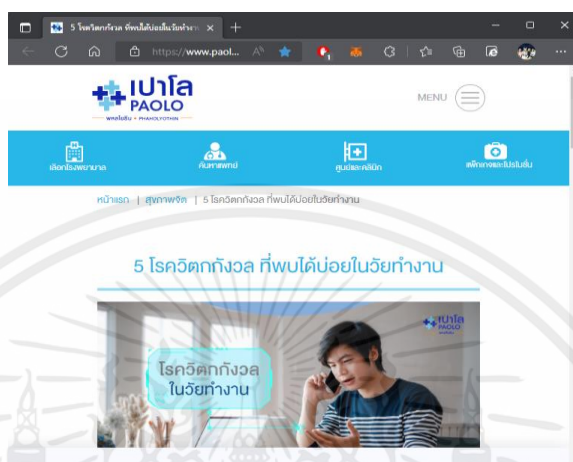 5 โรควิตกกังวล ที่พบได้บ่อยในวัยทำงาน
https://www.paol...
เปาโล
PAOLO
พหลโยธิน • PHAHOLYOTHIN
MENU
เลือกโรงพยาบาล
ค้นหาแพทย์
ศูนย์และคลินิก
แพ็กเกจและโปรโมชั่น
หน้าแรก | สุขภาพจิต | 5 โรควิตกกังวล ที่พบได้บ่อยในวัยทำงาน
5 โรควิตกกังวล ที่พบได้บ่อยในวัยทำงาน
เปาโล
PAOLO
โรควิตกกังวล
ในวัยทำงาน